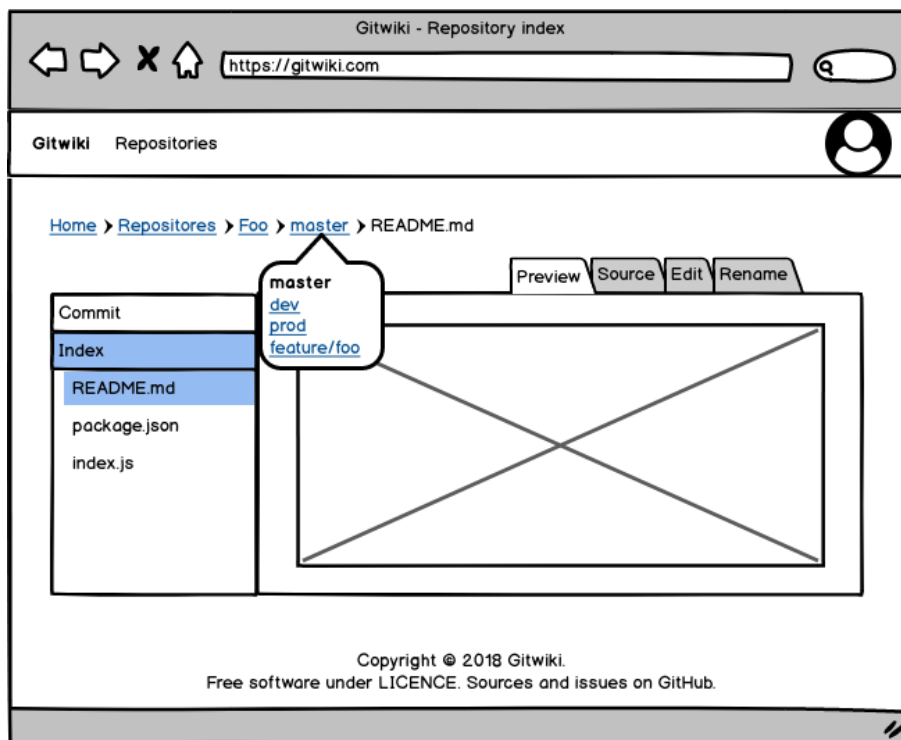 Gitwiki - Repository index
https://gitwiki.com
Gitwiki Repositories
Home Repositores Foo master README.md
master
dev
prod
feature/foo
Preview Source Edit Rename
Commit
Index
README.md
package.json
index.js
Copyright © 2018 Gitwiki.
Free software under LICENCE. Sources and issues on GitHub.